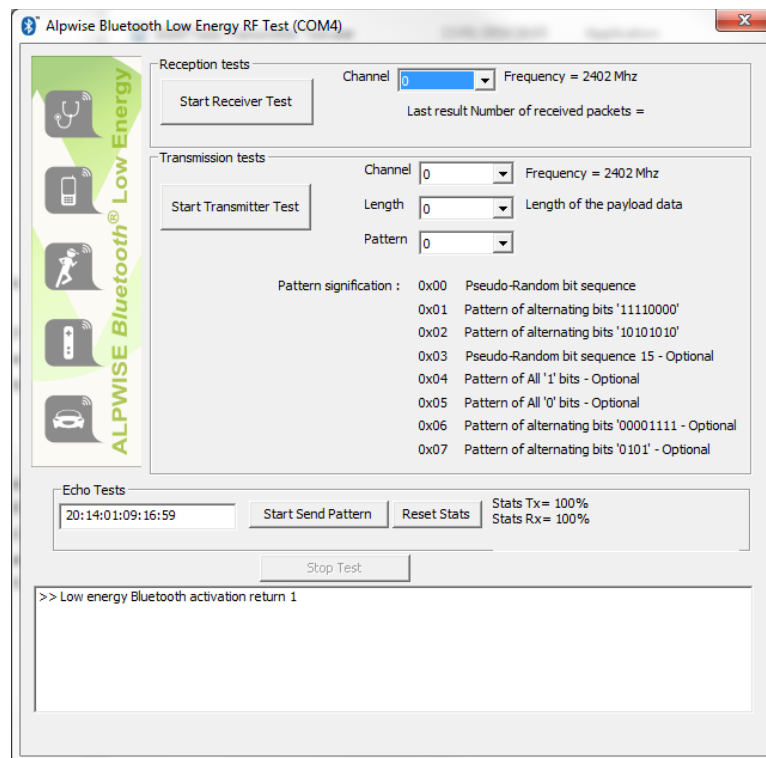 Alpwise Bluetooth Low Energy RF Test (COM4)
x
ALPWISE Bluetooth® Low Energy
Reception tests
Start Receiver Test
Channel 0 Frequency = 2402 Mhz
Last result Number of received packets =
Transmission tests
Start Transmitter Test
Channel 0 Frequency = 2402 Mhz
Length 0 Length of the payload data
Pattern 0
Pattern signification : 0x00 Pseudo-Random bit sequence
0x01 Pattern of alternating bits '11110000'
0x02 Pattern of alternating bits '10101010'
0x03 Pseudo-Random bit sequence 15 - Optional
0x04 Pattern of All '1' bits - Optional
0x05 Pattern of All '0' bits - Optional
0x06 Pattern of alternating bits '00001111 - Optional
0x07 Pattern of alternating bits '0101' - Optional
Echo Tests
20:14:01:09:16:59 Start Send Pattern Reset Stats
Stats Tx= 100%
Stats Rx= 100%
Stop Test
>> Low energy Bluetooth activation return 1